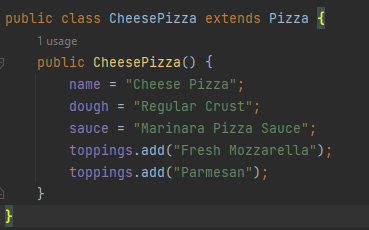 public class CheesePizza extends Pizza {
1 usage
public CheesePizza() {
name = "Cheese Pizza";
dough = "Regular Crust";
sauce = "Marinara Pizza Sauce";
toppings.add("Fresh Mozzarella");
toppings.add("Parmesan");
}
}